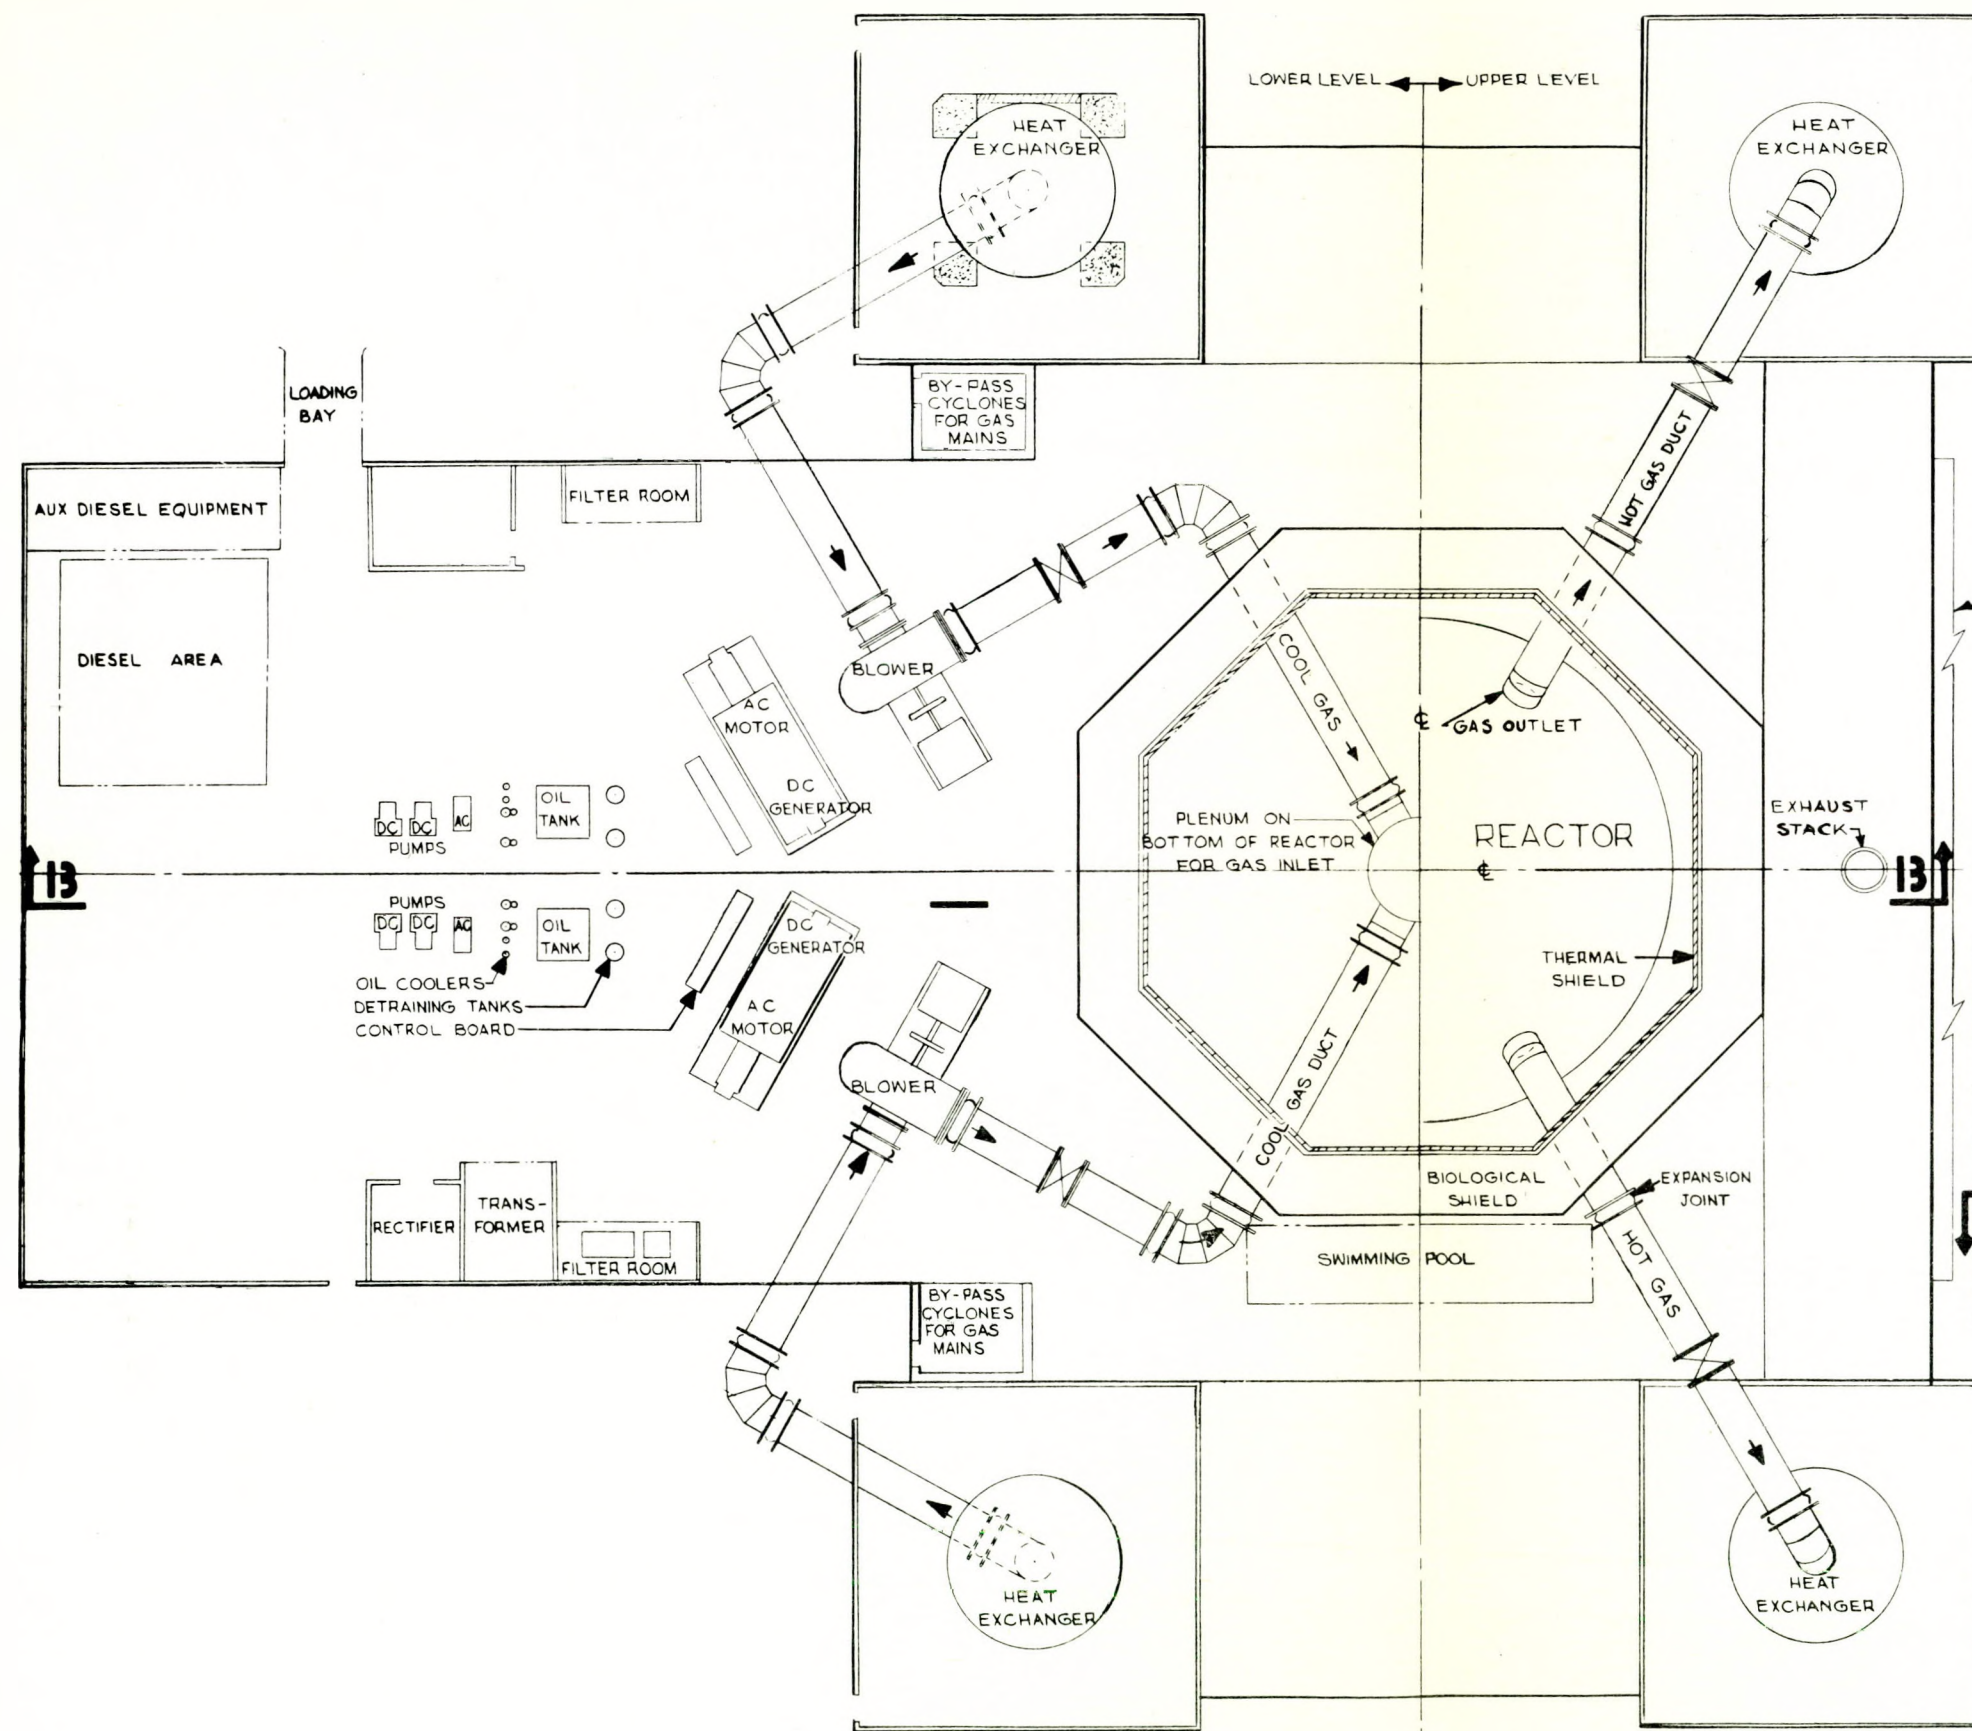 LOWER LEVEL
UPPER LEVEL
HEAT
EXCHANGER
HEAT
EXCHANGER
LOADING
BAY
BY-PASS
CYCLONES
FOR GAS
MAINS
HOT GAS DUCT
AUX DIESEL EQUIPMENT
FILTER ROOM
DIESEL AREA
BLOWER
COOL GAS
AC
MOTOR
DC
GENERATOR
℄
GAS OUTLET
OIL
TANK
DC
DC
AC
PUMPS
PLENUM ON
BOTTOM OF REACTOR
FOR GAS INLET
REACTOR
℄
EXHAUST
STACK
13
13
PUMPS
DC
DC
AC
OIL
TANK
DC
GENERATOR
AC
MOTOR
OIL COOLERS
DETRAINING TANKS
CONTROL BOARD
THERMAL
SHIELD
BLOWER
COOL GAS DUCT
BIOLOGICAL
SHIELD
EXPANSION
JOINT
RECTIFIER
TRANS-
FORMER
FILTER ROOM
SWIMMING POOL
HOT GAS
BY-PASS
CYCLONES
FOR GAS
MAINS
HEAT
EXCHANGER
HEAT
EXCHANGER